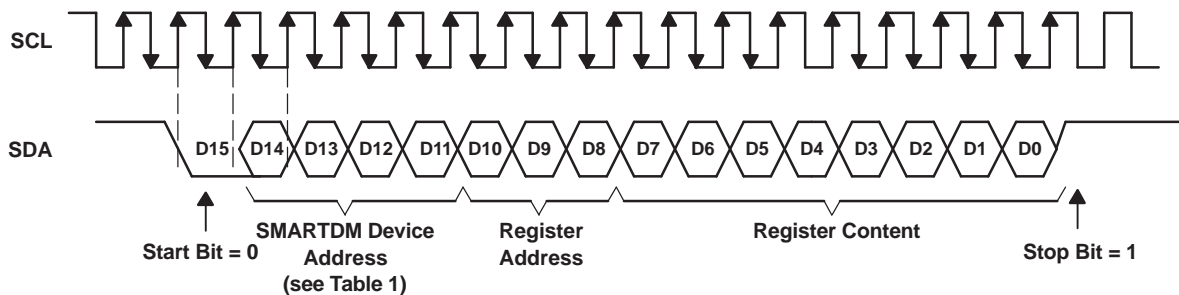 SCL
SDA
D15 D14 D13 D12 D11 D10 D9 D8 D7 D6 D5 D4 D3 D2 D1 D0
Start Bit = 0
SMARTDM Device
Address
(see Table 1)
Register
Address
Register Content
Stop Bit = 1